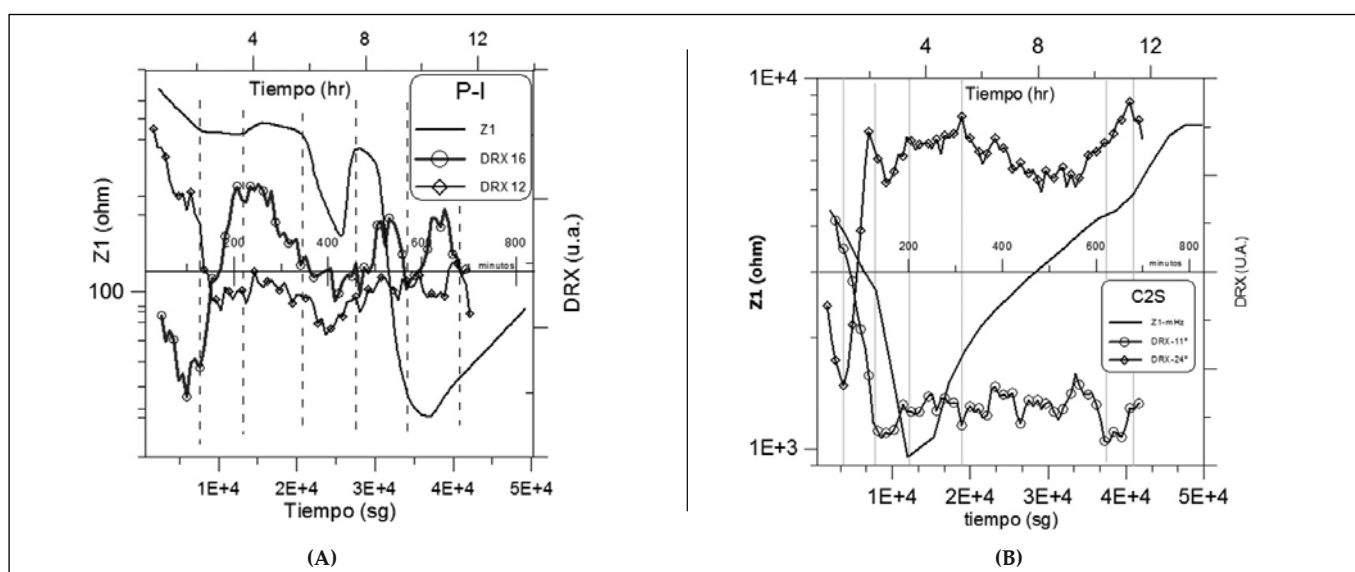 4 8 12
Tiempo (hr)
P-I
Z1
DRX 16
DRX 12
Z1 (ohm)
100
200 400 600 800
minutos
DRX (u.a.)
1E+4 2E+4 3E+4 4E+4 5E+4
Tiempo (sg)
(A)
4 8 12
1E+4
Tiempo (hr)
Z1 (ohm)
200 400 600 800
minutos
C2S
Z1-mHz
DRX-11*
DRX-24*
DRX (U.A.)
1E+3
1E+4 2E+4 3E+4 4E+4 5E+4
tiempo (sg)
(B)